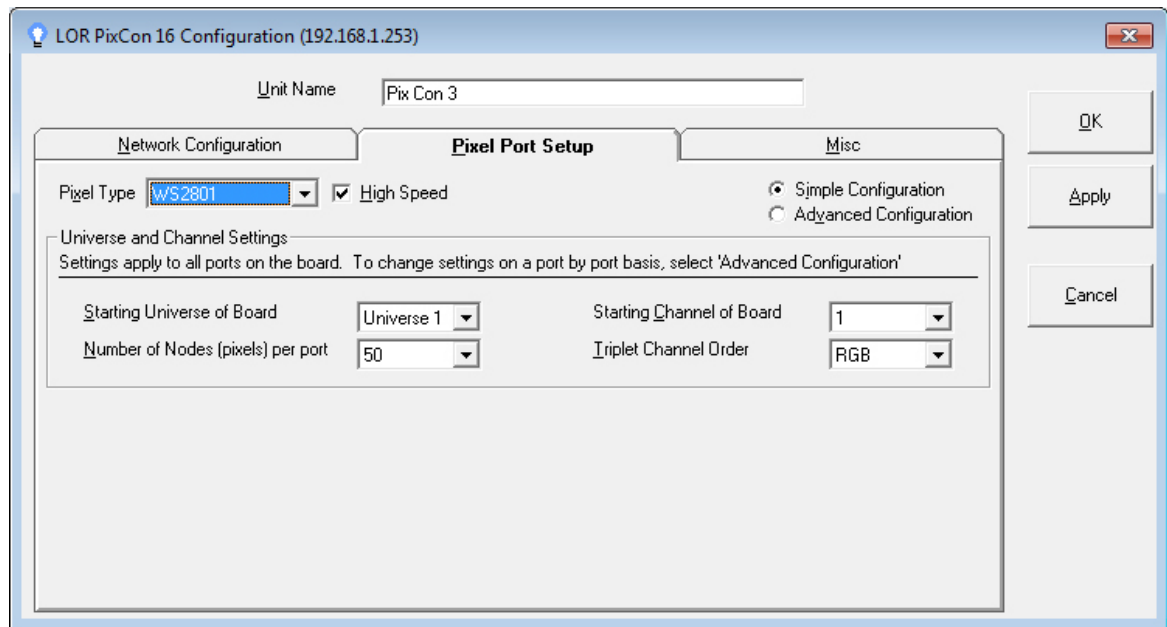 LOR PixCon 16 Configuration (192.168.1.253)
Unit Name Pix Con 3
OK
Network Configuration Pixel Port Setup Misc
Pixel Type WS2801 High Speed Simple Configuration
Apply
Advanced Configuration
Universe and Channel Settings
Settings apply to all ports on the board. To change settings on a port by port basis, select 'Advanced Configuration'
Cancel
Starting Universe of Board Universe 1 Starting Channel of Board 1
Number of Nodes (pixels) per port 50 Triplet Channel Order RGB